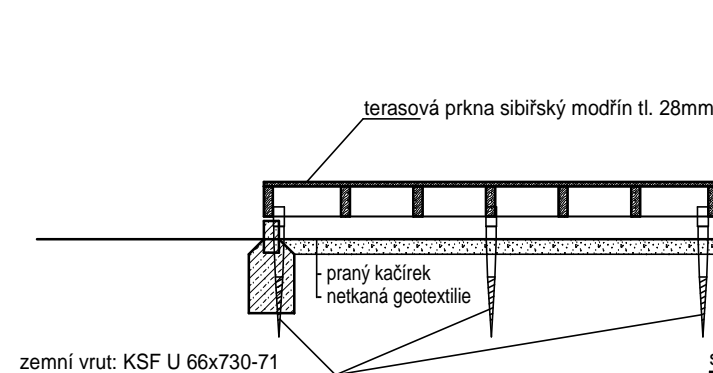 terasová prkna sibiřský modřín tl. 28mm
praný kačírek
netkaná geotextilie
zemní vrut: KSF U 66x730-71